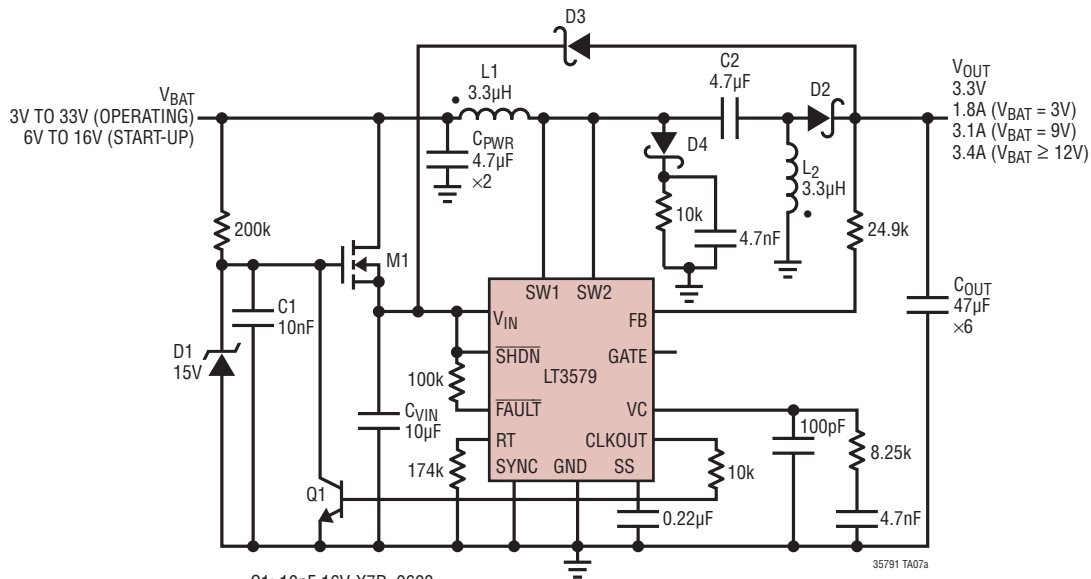 D3
L1
3.3µH
C2
4.7µF
D2
VOUT
3.3V
1.8A (VBAT = 3V)
3.1A (VBAT = 9V)
3.4A (VBAT ≥ 12V)
VBAT
3V TO 33V (OPERATING)
6V TO 16V (START-UP)
CPWR
4.7µF
×2
D4
L2
3.3µH
10k
4.7nF
200k
24.9k
M1
SW1 SW2
C1
10nF
VIN
FB
COUT
47µF
×6
D1
15V
SHDN
GATE
LT3579
100k
FAULT
VC
CVIN
10µF
100pF
RT
CLKOUT
8.25k
174k
SYNC GND SS
10k
Q1
0.22µF
4.7nF
35791 TA07a